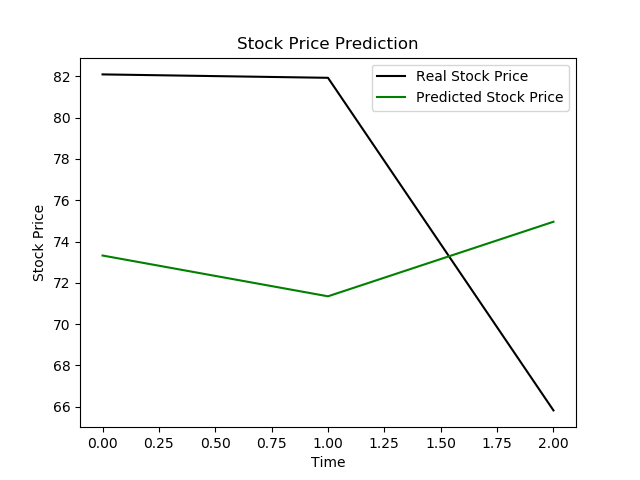 Stock Price Prediction
Real Stock Price
Predicted Stock Price
Stock Price
82
80
78
76
74
72
70
68
66
0.00 0.25 0.50 0.75 1.00 1.25 1.50 1.75 2.00
Time